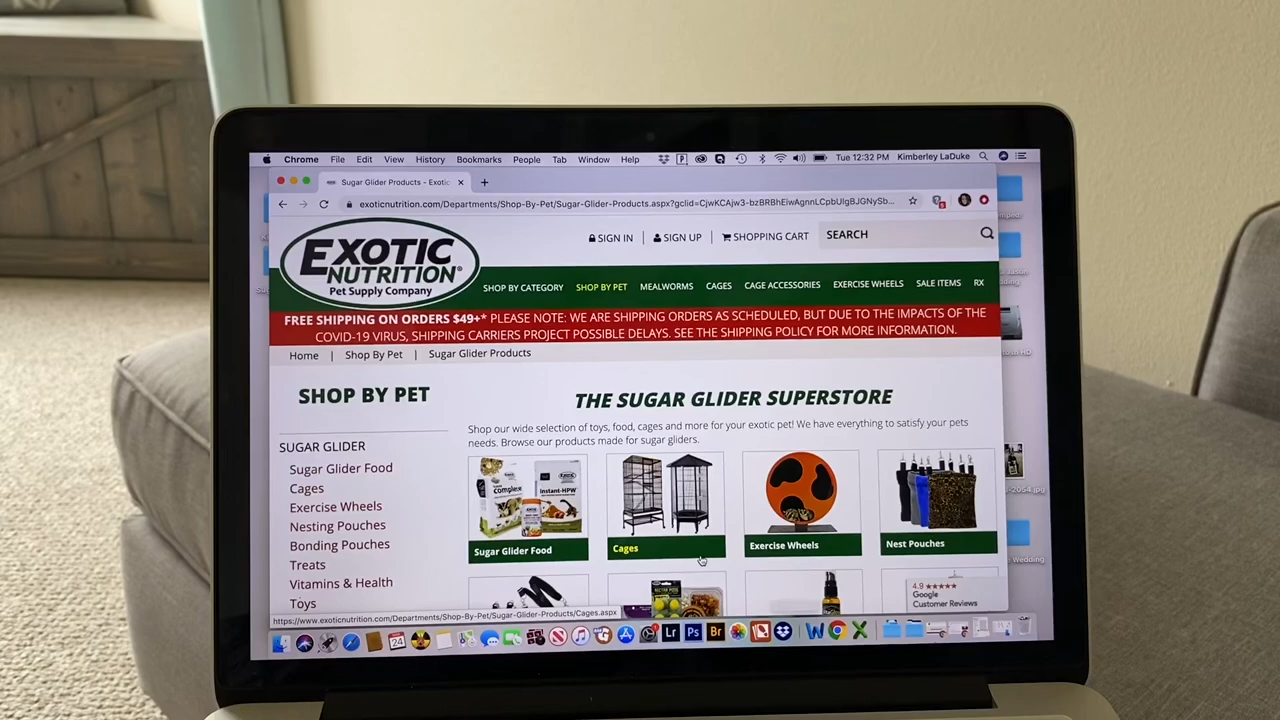 Chrome File Edit View History Bookmarks People Tab Window Help Tue 12:32 PM Kimberley LaDuke
Sugar Glider Products - Exotic
exoticnutrition.com/Departments/Shop-By-Pet/Sugar-Glider-Products.aspx?gclid=CjwKCAjw3-bzBRBhEiwAgnnLCpbUlgBJGNySb...
EXOTIC
NUTRITION®
Pet Supply Company
SIGN IN | SIGN UP | SHOPPING CART
SEARCH
SHOP BY CATEGORY SHOP BY PET MEALWORMS CAGES CAGE ACCESSORIES EXERCISE WHEELS SALE ITEMS RX
FREE SHIPPING ON ORDERS $49+* PLEASE NOTE: WE ARE SHIPPING ORDERS AS SCHEDULED, BUT DUE TO THE IMPACTS OF THE
COVID-19 VIRUS, SHIPPING CARRIERS PROJECT POSSIBLE DELAYS. SEE THE SHIPPING POLICY FOR MORE INFORMATION.
Home | Shop By Pet | Sugar Glider Products
SHOP BY PET
SUGAR GLIDER
Sugar Glider Food
Cages
Exercise Wheels
Nesting Pouches
Bonding Pouches
Treats
Vitamins & Health
Toys
THE SUGAR GLIDER SUPERSTORE
Shop our wide selection of toys, food, cages and more for your exotic pet! We have everything to satisfy your pets
needs. Browse our products made for sugar gliders.
complete
Instant-HPW
Sugar Glider Food
Cages
Exercise Wheels
Nest Pouches
4.9 ★★★★★
Google
Customer Reviews
https://www.exoticnutrition.com/Departments/Shop-By-Pet/Sugar-Glider-Products/Cages.aspx
24
Lr
Ps
Br
W
X
Wedding